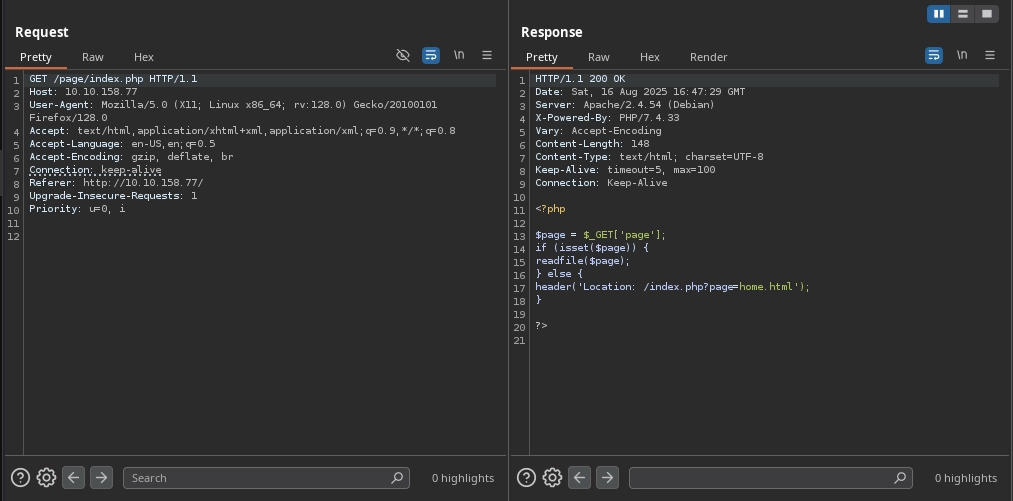 Request
Pretty Raw Hex \n
1 GET /page/index.php HTTP/1.1
2 Host: 10.10.158.77
3 User-Agent: Mozilla/5.0 (X11; Linux x86_64; rv:128.0) Gecko/20100101
Firefox/128.0
4 Accept: text/html,application/xhtml+xml,application/xml;q=0.9,*/*;q=0.8
5 Accept-Language: en-US,en;q=0.5
6 Accept-Encoding: gzip, deflate, br
7 Connection: keep-alive
8 Referer: http://10.10.158.77/
9 Upgrade-Insecure-Requests: 1
10 Priority: u=0, i
11
12
Search 0 highlights
Response
Pretty Raw Hex Render \n
1 HTTP/1.1 200 OK
2 Date: Sat, 16 Aug 2025 16:47:29 GMT
3 Server: Apache/2.4.54 (Debian)
4 X-Powered-By: PHP/7.4.33
5 Vary: Accept-Encoding
6 Content-Length: 148
7 Content-Type: text/html; charset=UTF-8
8 Keep-Alive: timeout=5, max=100
9 Connection: Keep-Alive
10
11 <?php
12
13 $page = $_GET['page'];
14 if (isset($page)) {
15 readfile($page);
16 } else {
17 header('Location: /index.php?page=home.html');
18 }
19
20 ?>
21
0 highlights